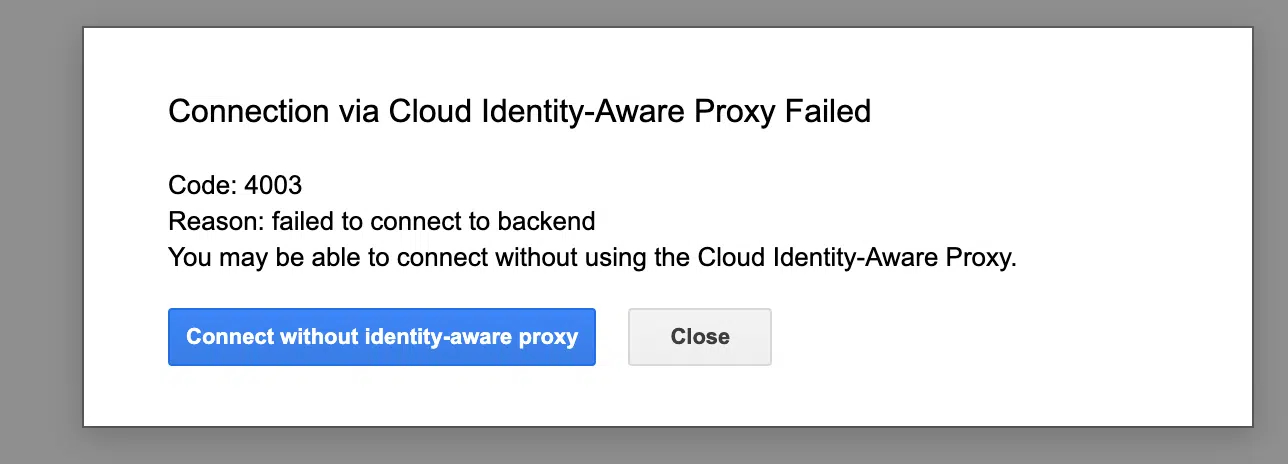 Connection via Cloud Identity-Aware Proxy Failed
Code: 4003
Reason: failed to connect to backend
You may be able to connect without using the Cloud Identity-Aware Proxy.
Connect without identity-aware proxy
Close